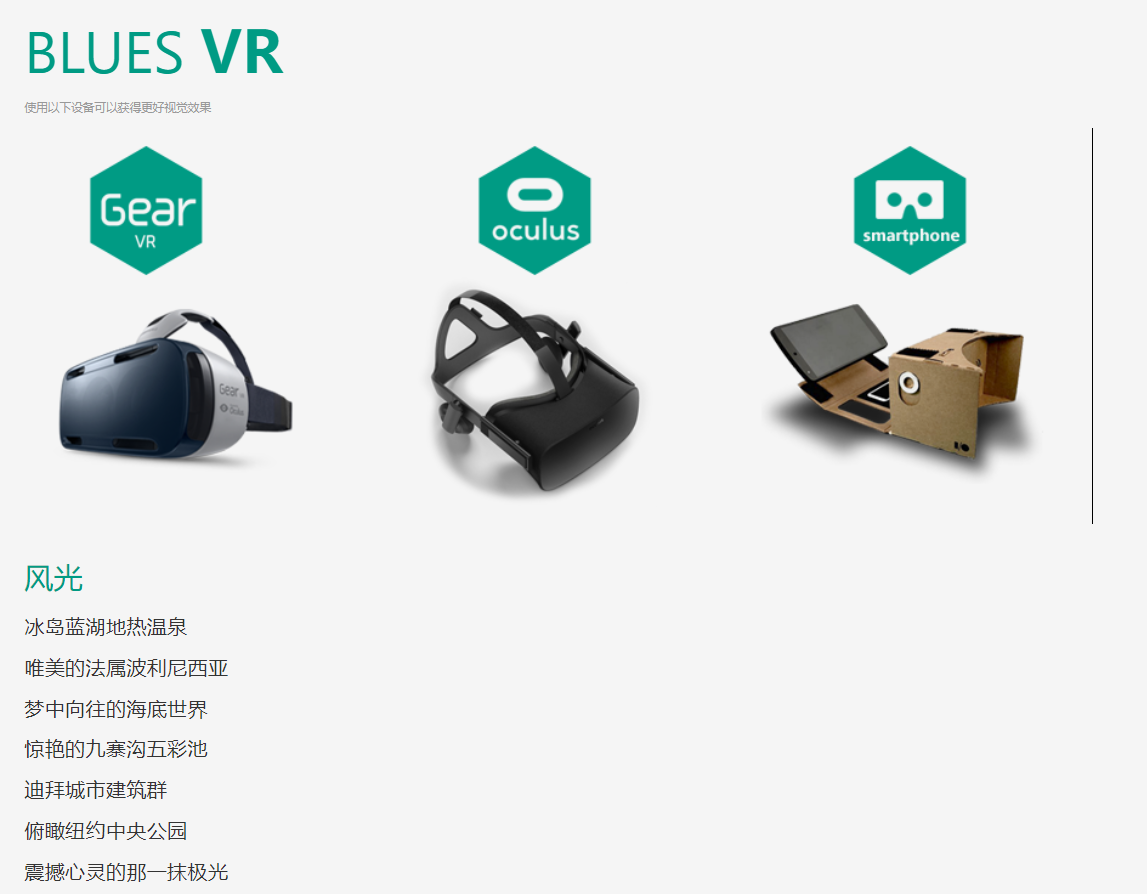 BLUES VR
使用以下设备可以获得更好视觉效果
Gear
VR
oculus
smartphone
Gear
风光
冰岛蓝湖地热温泉
唯美的法属波利尼西亚
梦中向往的海底世界
惊艳的九寨沟五彩池
迪拜城市建筑群
俯瞰纽约中央公园
震撼心灵的那一抹极光